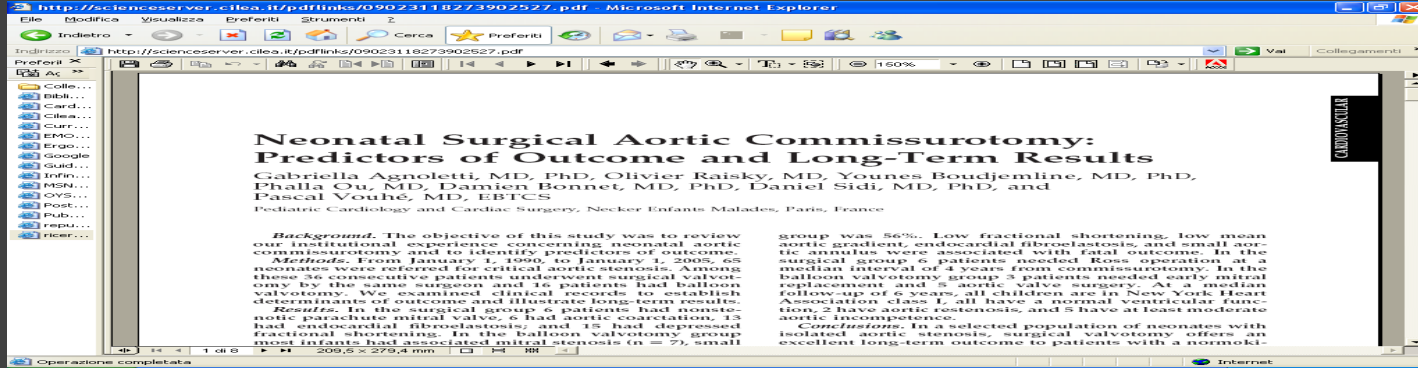 http://scienceserver.cilea.it/pdflinks/09023118273902527.pdf - Microsoft Internet Explorer
File Modifica Visualizza Preferiti Strumenti ?
Indietro Cerca Preferiti
Indirizzo http://scienceserver.cilea.it/pdflinks/09023118273902527.pdf Vai Collegamenti
Preferiti
150%
Colle...
Bibli...
Card...
Cilea...
Curr...
EMO...
Ergo...
Google
Guid...
Infin...
MSN...
OYS...
Post...
Pub...
repu...
ricer...
CARDIOVASCULAR
Neonatal Surgical Aortic Commissurotomy:
Predictors of Outcome and Long-Term Results
Gabriella Agnoletti, MD, PhD, Olivier Raisky, MD, Younes Boudjemline, MD, PhD,
Phalla Ou, MD, Damien Bonnet, MD, PhD, Daniel Sidi, MD, PhD, and
Pascal Vouhé, MD, EBTCS
Pediatric Cardiology and Cardiac Surgery, Necker Enfants Malades, Paris, France
Background. The objective of this study was to review
our institutional experience concerning neonatal aortic
commissurotomy and to identify predictors of outcome.
Methods. From January 1, 1990, to January 1, 2005, 65
neonates were referred for critical aortic stenosis. Among
these 36 consecutive patients underwent surgical valvot-
omy by the same surgeon and 16 patients had balloon
valvotomy. We examined clinical records to establish
determinants of outcome and illustrate long-term results.
Results. In the surgical group 6 patients had nonste-
notic parachute mitral valve, 6 had aortic coarctation, 13
had endocardial fibroelastosis; and 15 had depressed
fractional shortening. In the balloon valvotomy group
most infants had associated mitral stenosis (n = 7), small
group was 56%. Low fractional shortening, low mean
aortic gradient, endocardial fibroelastosis, and small aor-
tic annulus were associated with fatal outcome. In the
surgical group 6 patients needed Ross operation at a
median interval of 4 years from commissurotomy. In the
balloon valvotomy group 3 patients needed early mitral
replacement and 5 aortic valve surgery. At a median
follow-up of 6 years, all children are in New York Heart
Association class I, all have a normal ventricular func-
tion, 2 have aortic restenosis, and 5 have at least moderate
aortic incompetence.
Conclusions. In a selected population of neonates with
isolated aortic stenosis, surgical valvotomy offers an
excellent long-term outcome to patients with a normoki-
1 di 8 209,5 x 279,4 mm
Operazione completata Internet